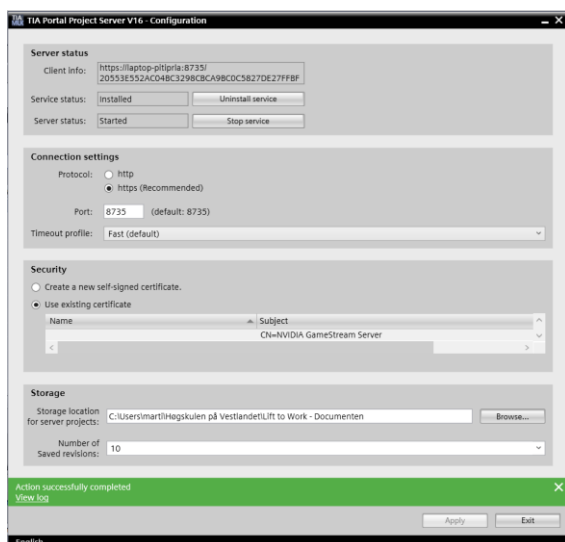 TIA Portal Project Server V16 - Configuration
Server status
Client info: https://laptop-pitipria:8735/
20553E552AC04BC3298CBCA9BC0C5827DE27FFBF
Service status: Installed Uninstall service
Server status: Started Stop service
Connection settings
Protocol: http
https (Recommended)
Port: 8735 (default: 8735)
Timeout profile: Fast (default)
Security
Create a new self-signed certificate.
Use existing certificate
Name Subject
CN=NVIDIA GameStream Server
Storage
Storage location
for server projects: C:\Users\marti\Høgskulen på Vestlandet\Lift to Work - Documenten Browse...
Number of
Saved revisions: 10
Action successfully completed
View log
Apply Exit
English